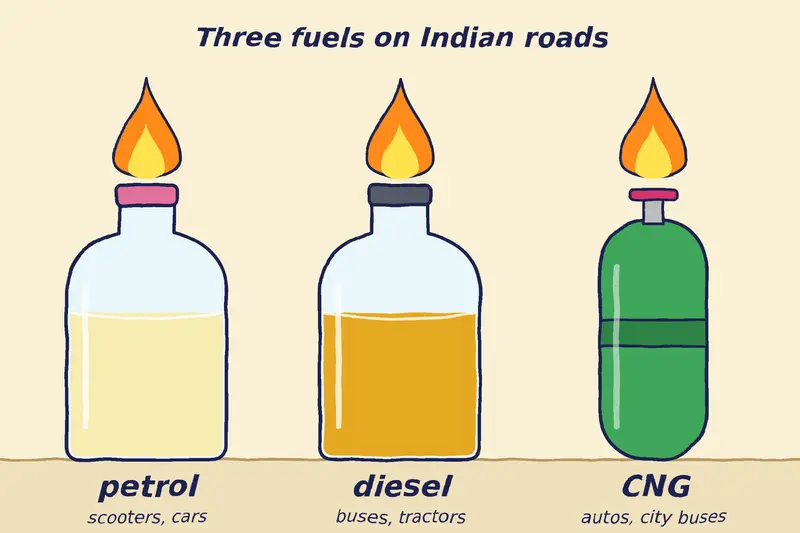 Three fuels on Indian roads
petrol
diesel
CNG
scooters, cars
buses, tractors
autos, city buses